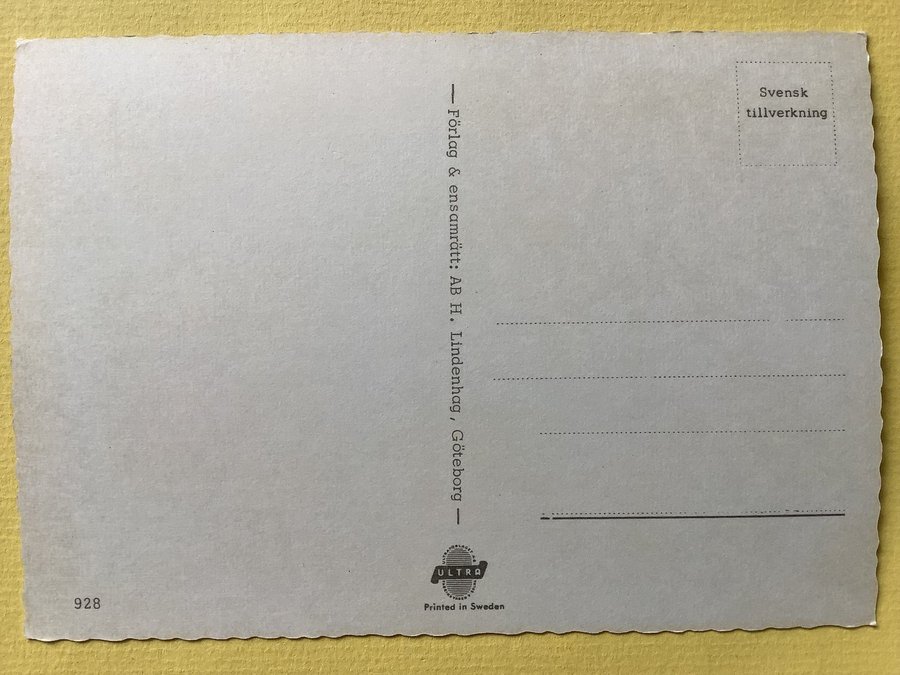 Svensk
tillverkning
— Förlag & ensamrätt: AB H. Lindenhag, Göteborg —
ULTRA
Printed in Sweden
928